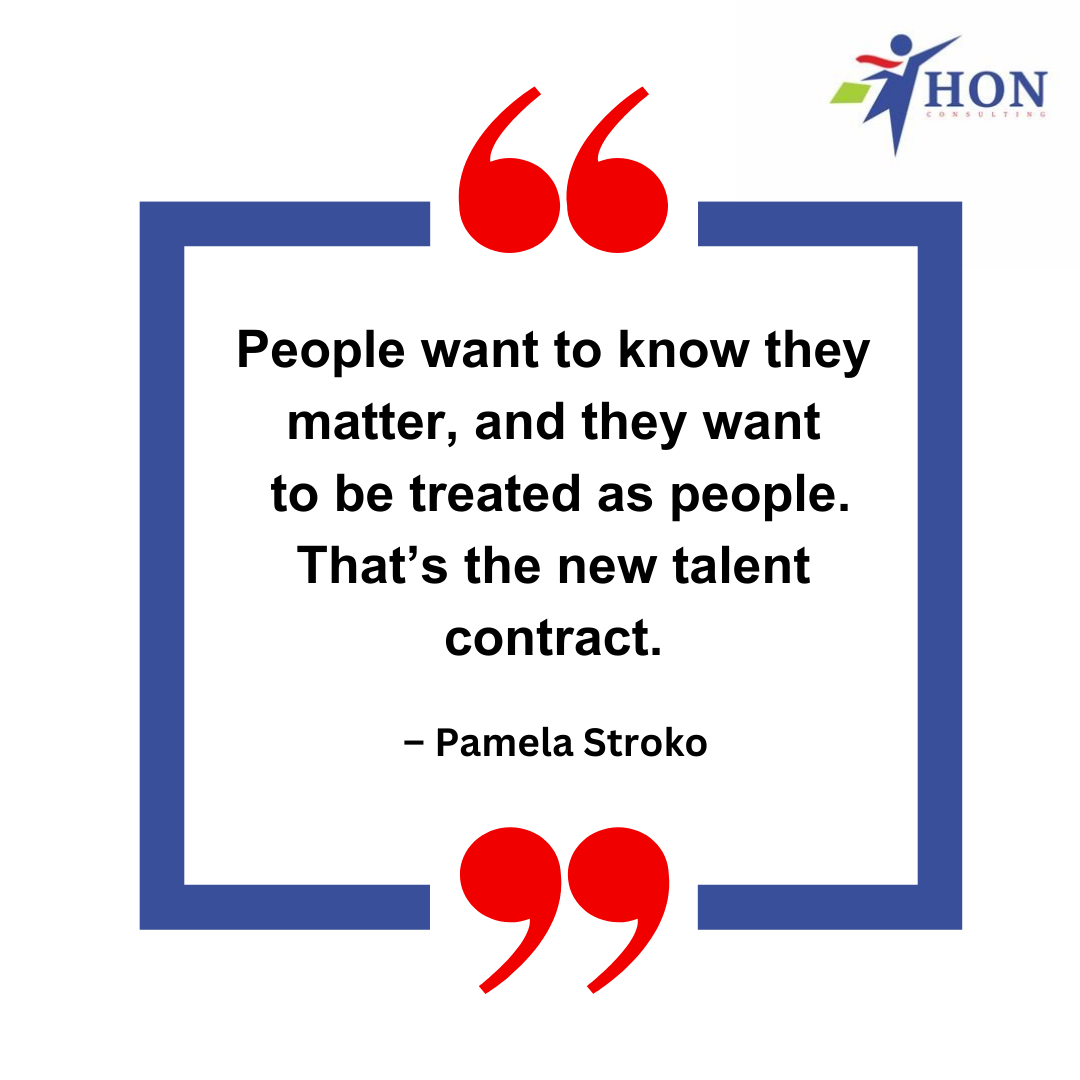 HON
CONSULTING
People want to know they
matter, and they want
to be treated as people.
That’s the new talent
contract.
– Pamela Stroko